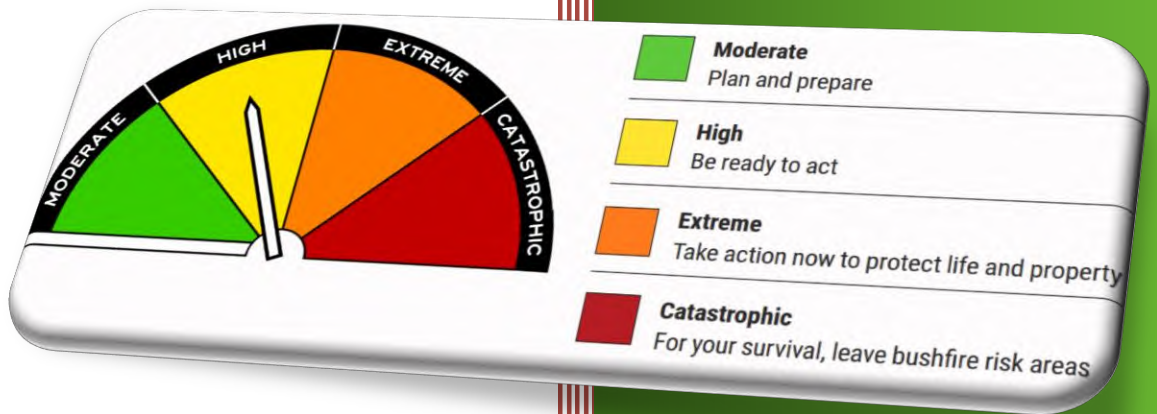 MODERATE
HIGH
EXTREME
CATASTROPHIC
Moderate
Plan and prepare
High
Be ready to act
Extreme
Take action now to protect life and property
Catastrophic
For your survival, leave bushfire risk areas